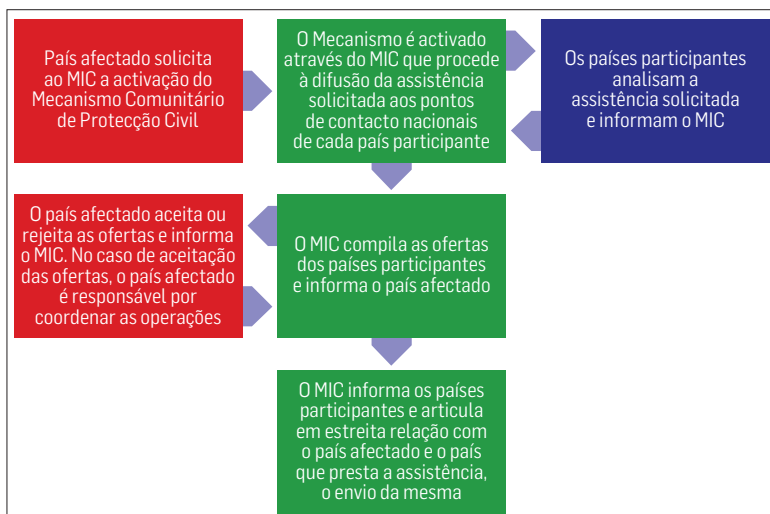 País afectado solicita
ao MIC a activação do
Mecanismo Comunitário
de Protecção Civil
O Mecanismo é activado
através do MIC que procede
à difusão da assistência
solicitada aos pontos
de contacto nacionais
de cada país participante
Os países participantes
analisam a
assistência solicitada
e informam o MIC
O país afectado aceita ou
rejeita as ofertas e informa
o MIC. No caso de aceitação
das ofertas, o país afectado
é responsável por
coordenar as operações
O MIC compila as ofertas
dos países participantes
e informa o país afectado
O MIC informa os países
participantes e articula
em estreita relação com
o país afectado e o país
que presta a assistência,
o envio da mesma